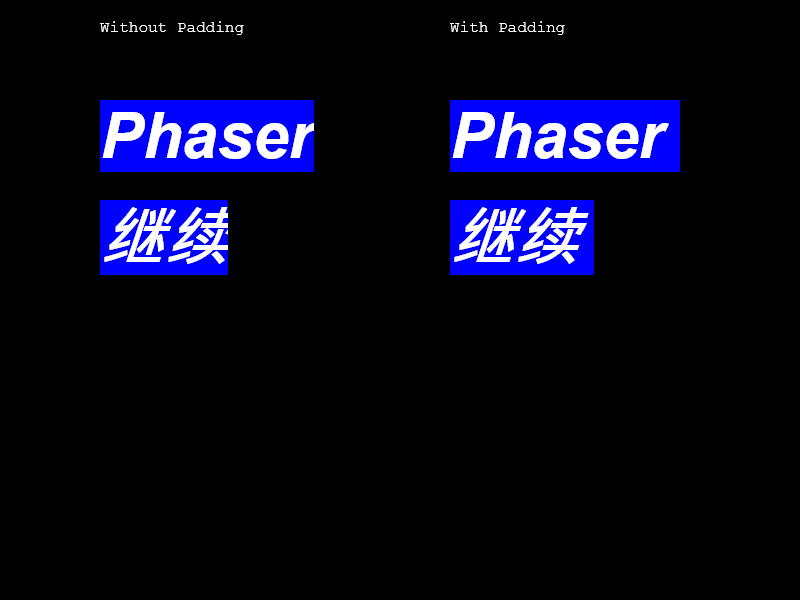 Without Padding
With Padding
Phaser
Phaser
继续
继续